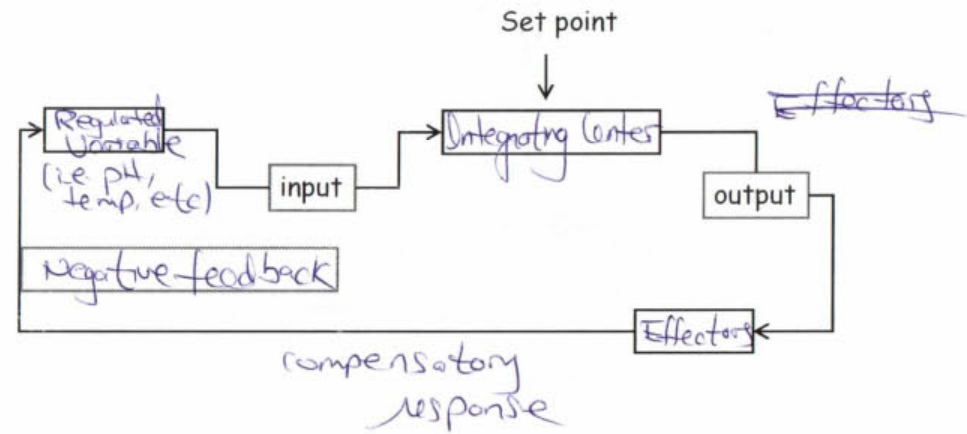 Set point
Effectors
Regulated
Variable
(i.e. pH,
temp, etc)
input
Integrating Center
output
Negative feedback
Effectors
compensatory
response